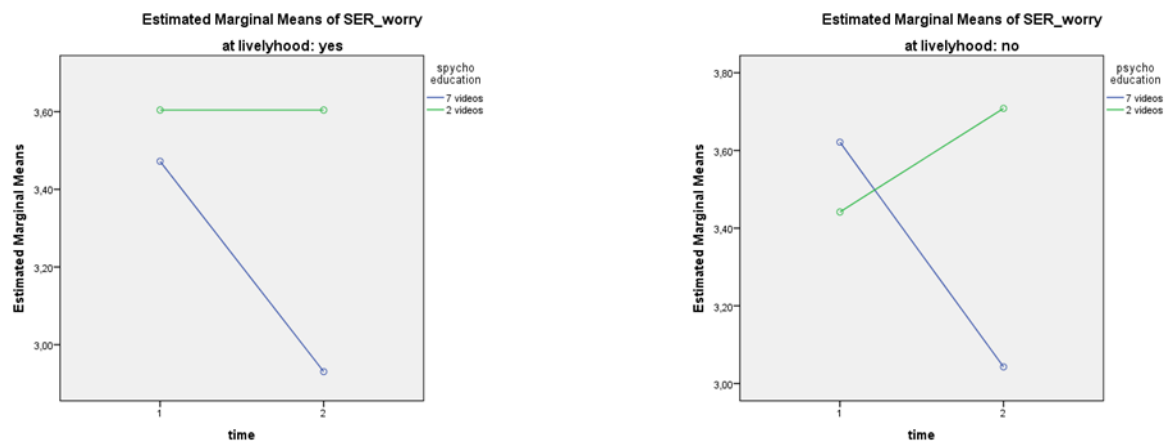 Estimated Marginal Means of SER_worry
at livelyhood: yes
Estimated Marginal Means
3,60
3,40
3,20
3,00
1
2
time
spycho
education
7 videos
2 videos
Estimated Marginal Means of SER_worry
at livelyhood: no
Estimated Marginal Means
3,80
3,60
3,40
3,20
3,00
1
2
time
psycho
education
7 videos
2 videos